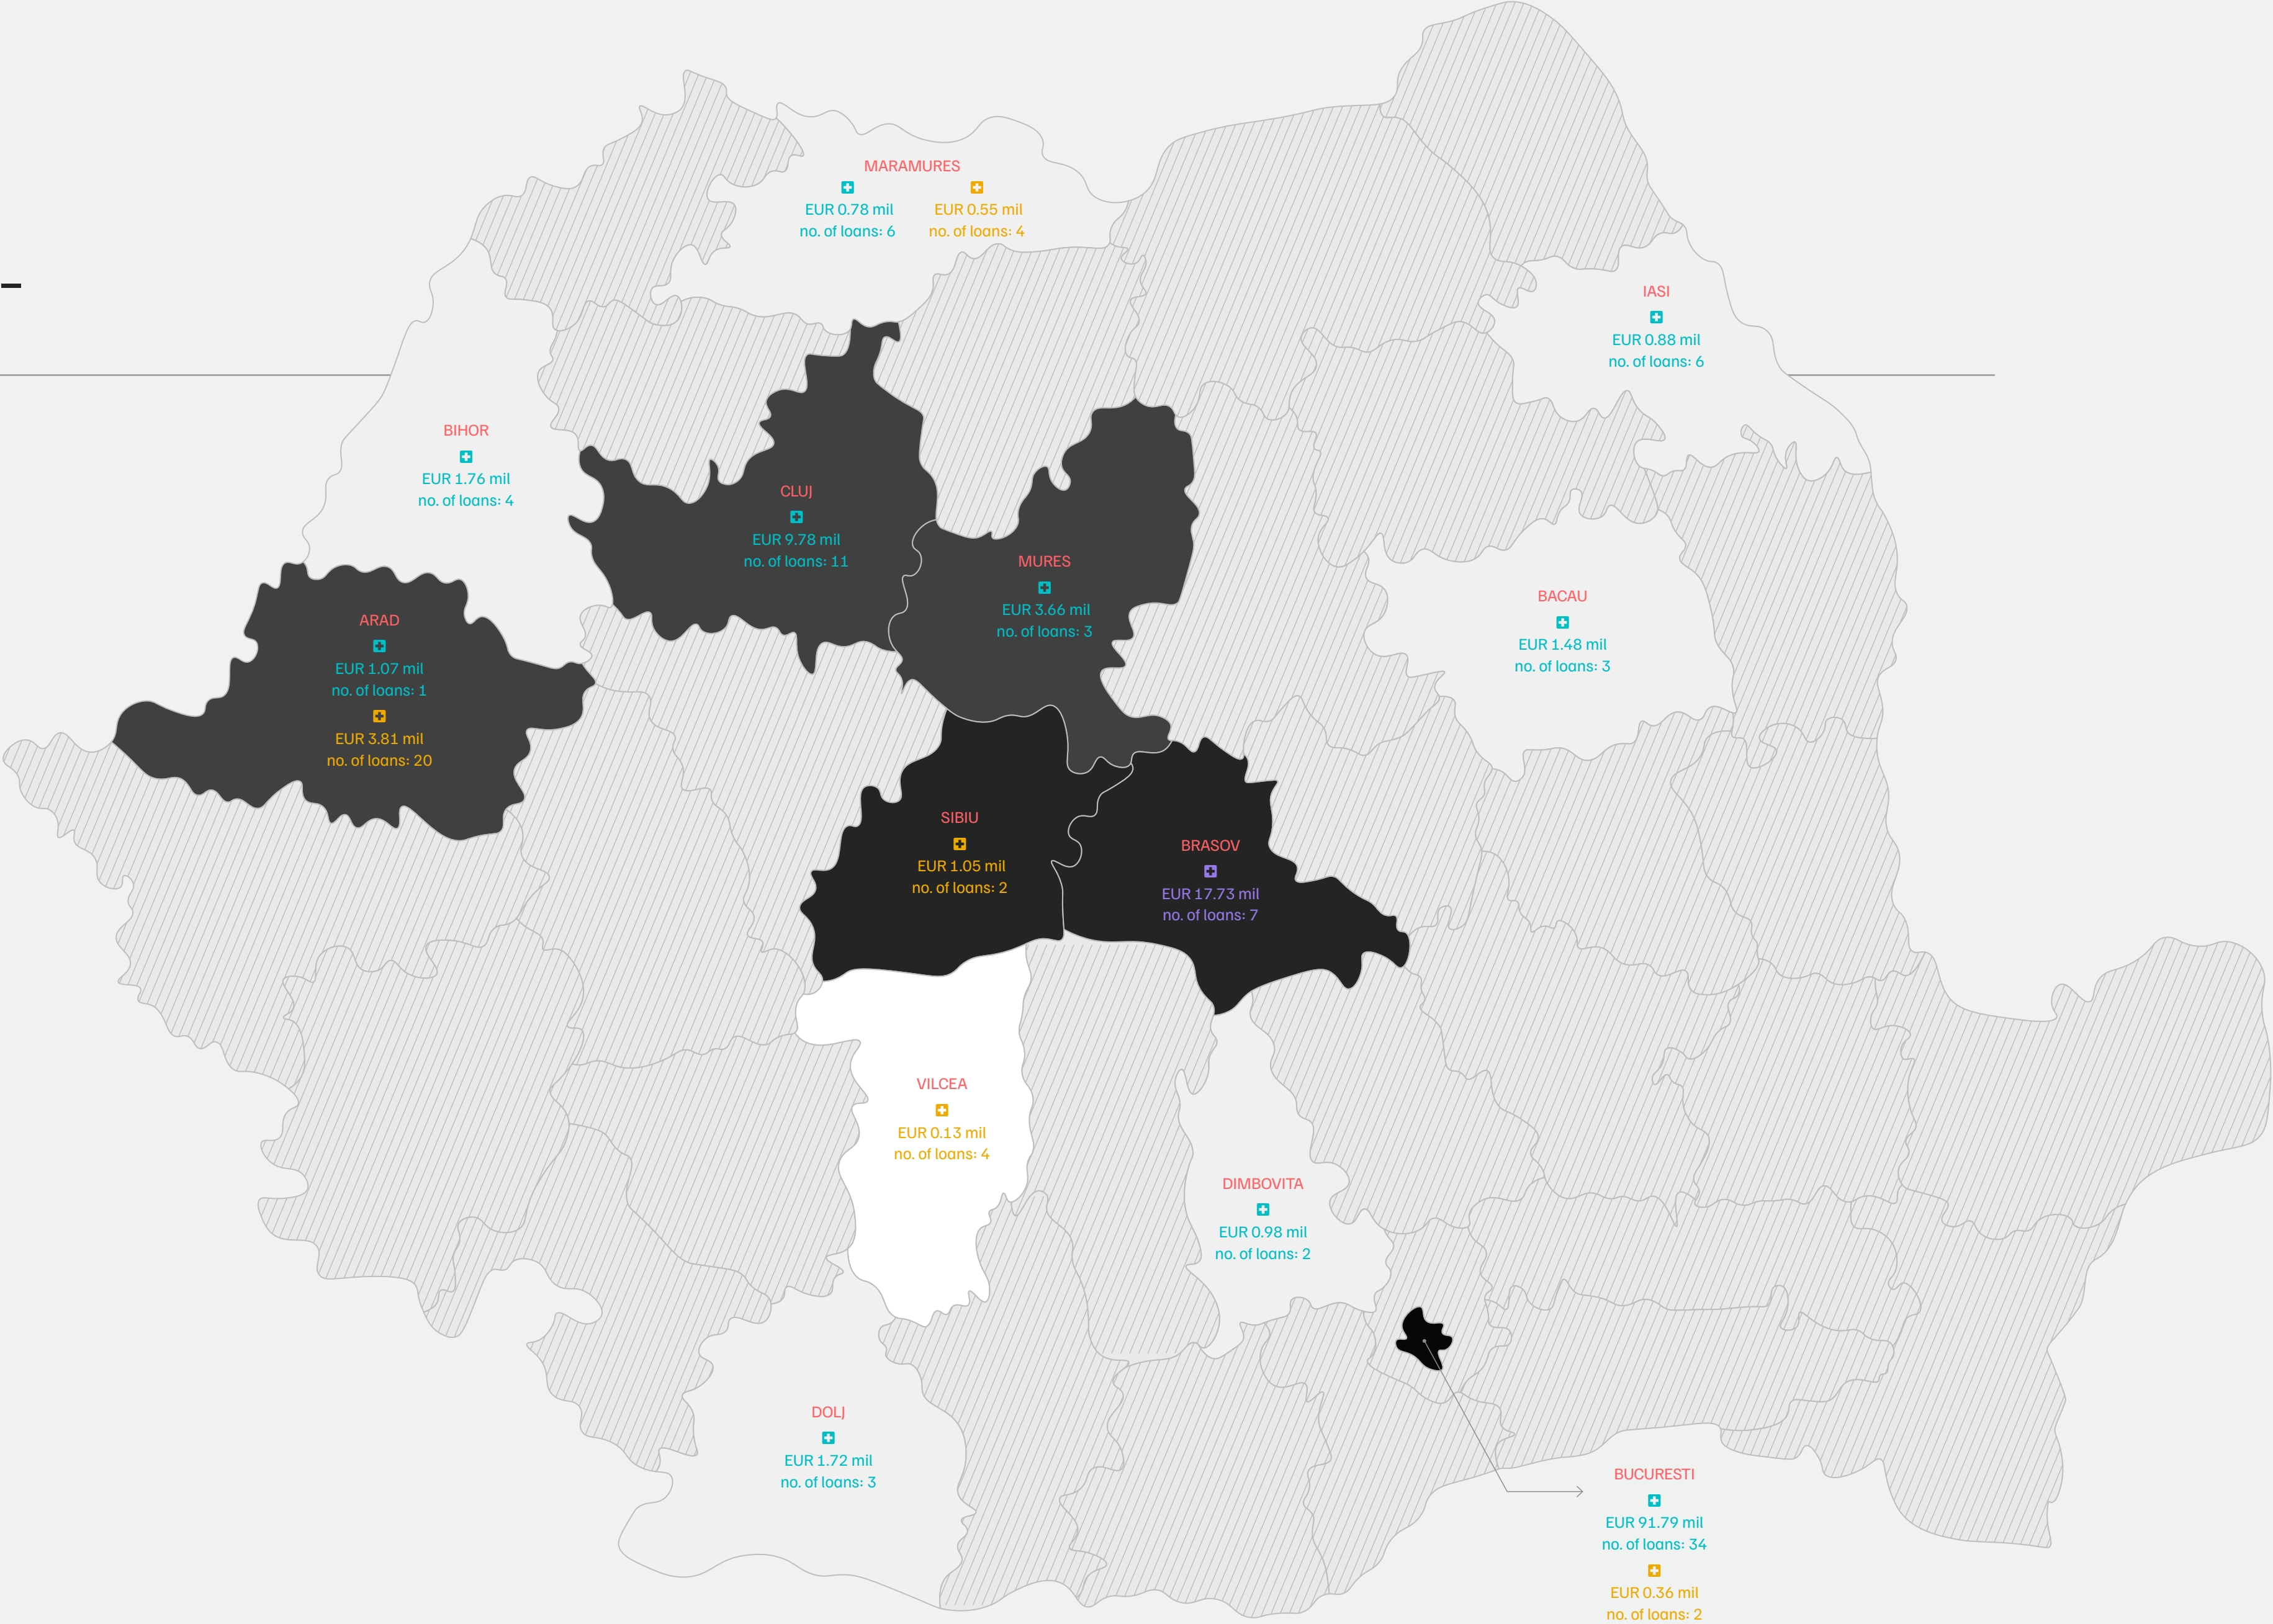 MARAMURES
EUR 0.78 mil
no. of loans: 6
EUR 0.55 mil
no. of loans: 4
IASI
EUR 0.88 mil
no. of loans: 6
BIHOR
EUR 1.76 mil
no. of loans: 4
CLUJ
EUR 9.78 mil
no. of loans: 11
MURES
EUR 3.66 mil
no. of loans: 3
BACAU
EUR 1.48 mil
no. of loans: 3
ARAD
EUR 1.07 mil
no. of loans: 1
EUR 3.81 mil
no. of loans: 20
SIBIU
EUR 1.05 mil
no. of loans: 2
BRASOV
EUR 17.73 mil
no. of loans: 7
VILCEA
EUR 0.13 mil
no. of loans: 4
DIMBOVITA
EUR 0.98 mil
no. of loans: 2
DOLJ
EUR 1.72 mil
no. of loans: 3
BUCURESTI
EUR 91.79 mil
no. of loans: 34
EUR 0.36 mil
no. of loans: 2